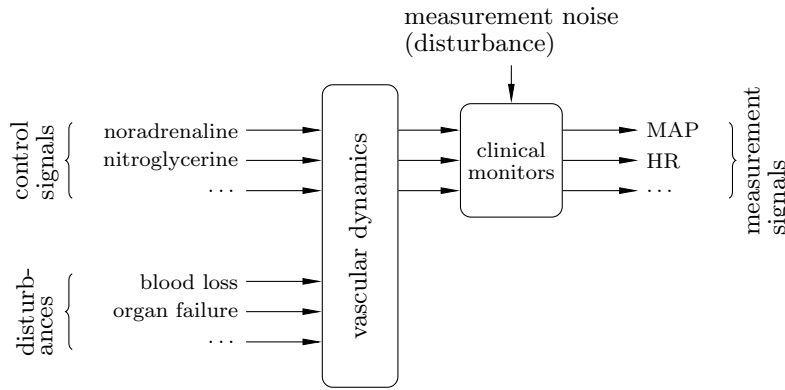 measurement noise
(disturbance)
control
signals
noradrenaline
nitroglycerine
...
vascular dynamics
clinical
monitors
MAP
HR
...
measurement
signals
disturb-
ances
blood loss
organ failure
...